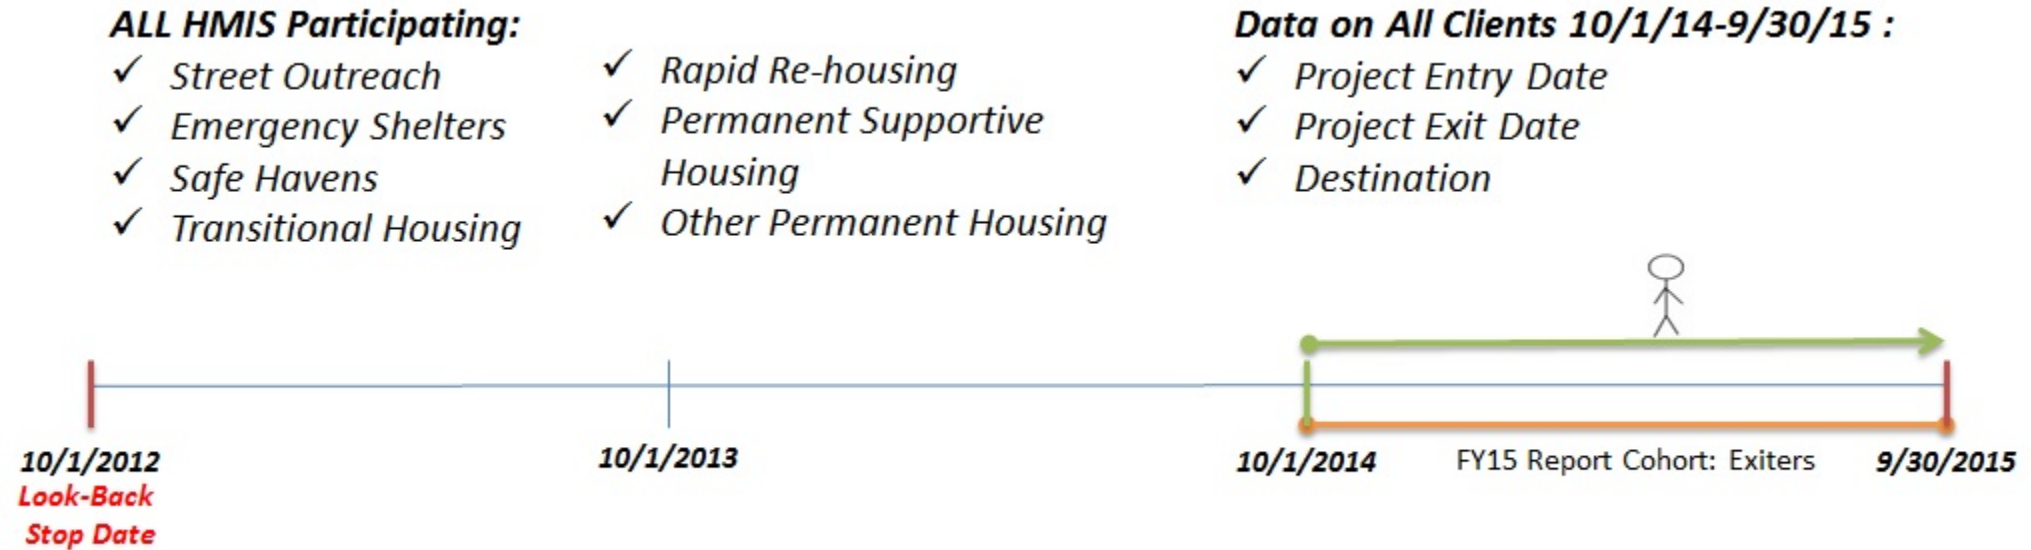 ALL HMIS Participating:
✓ Street Outreach
✓ Emergency Shelters
✓ Safe Havens
✓ Transitional Housing
✓ Rapid Re-housing
✓ Permanent Supportive
Housing
✓ Other Permanent Housing
Data on All Clients 10/1/14-9/30/15 :
✓ Project Entry Date
✓ Project Exit Date
✓ Destination
10/1/2012
Look-Back
Stop Date
10/1/2013
10/1/2014
FY15 Report Cohort: Exiters
9/30/2015